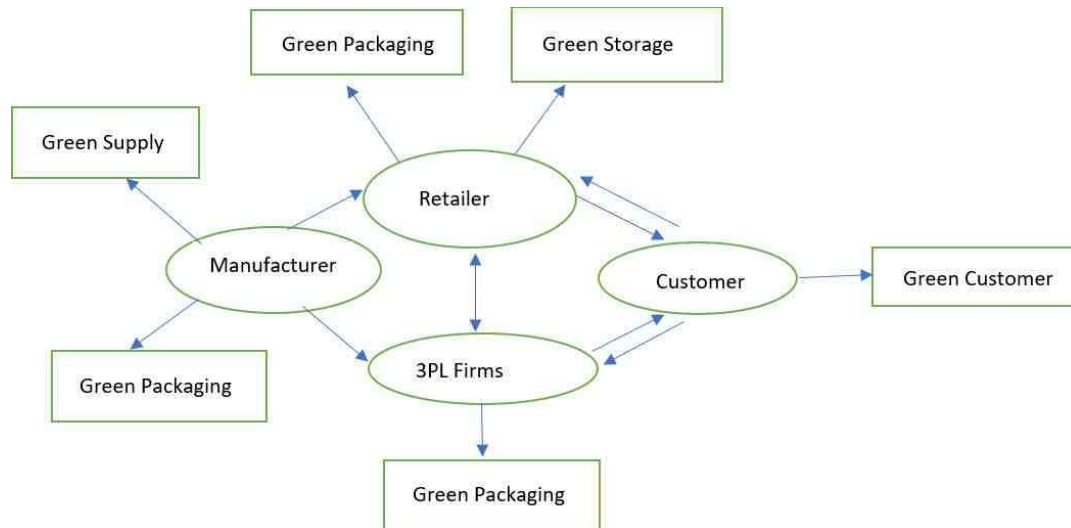 Green Packaging
Green Storage
Green Supply
Retailer
Manufacturer
Customer
Green Customer
3PL Firms
Green Packaging
Green Packaging